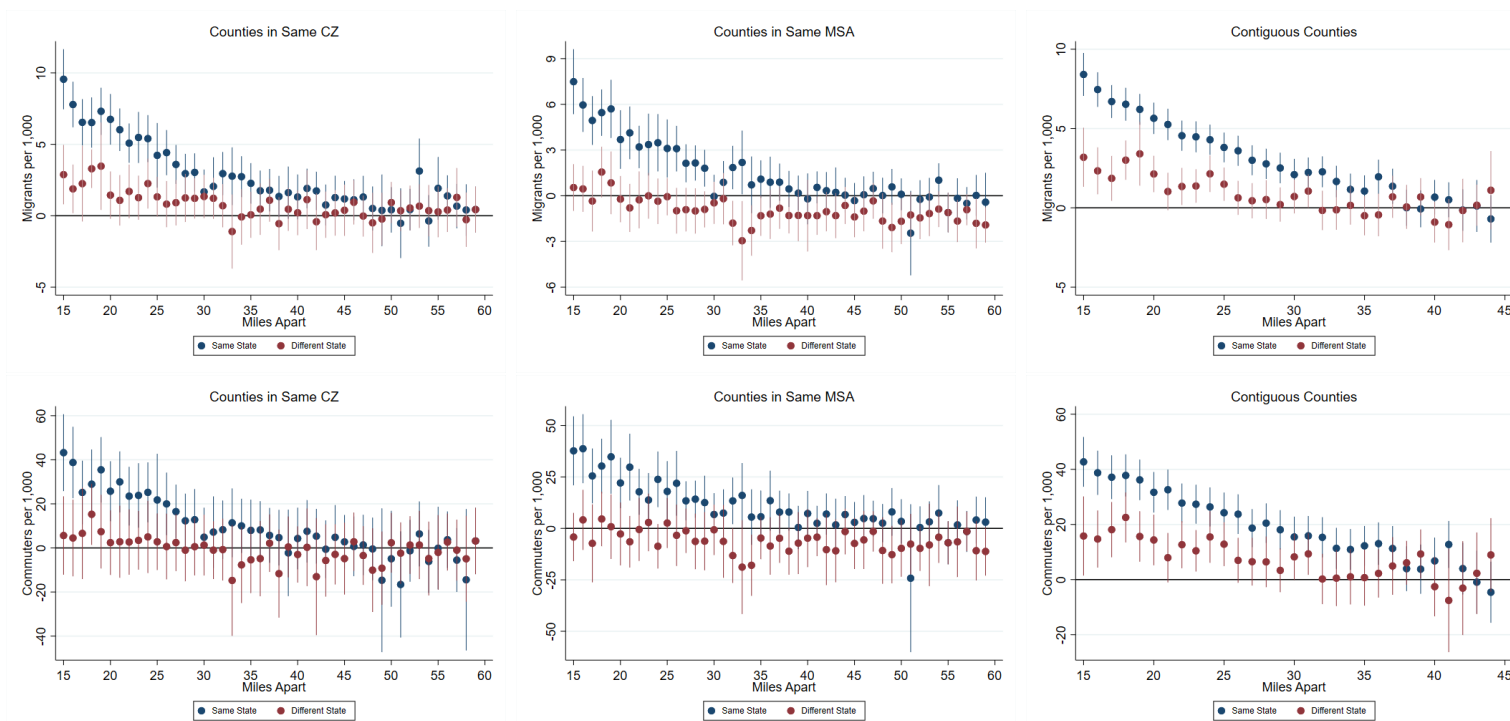 Counties in Same CZ
Migrants per 1,000
10
5
0
-5
15 20 25 30 35 40 45 50 55 60
Miles Apart
Same State Different State
Counties in Same MSA
Migrants per 1,000
9
6
3
0
-3
-6
15 20 25 30 35 40 45 50 55 60
Miles Apart
Same State Different State
Contiguous Counties
Migrants per 1,000
10
5
0
-5
15 20 25 30 35 40 45
Miles Apart
Same State Different State
Counties in Same CZ
Commuters per 1,000
60
40
20
0
-20
-40
15 20 25 30 35 40 45 50 55 60
Miles Apart
Same State Different State
Counties in Same MSA
Commuters per 1,000
50
25
0
-25
-50
15 20 25 30 35 40 45 50 55 60
Miles Apart
Same State Different State
Contiguous Counties
Commuters per 1,000
60
40
20
0
-20
15 20 25 30 35 40 45
Miles Apart
Same State Different State